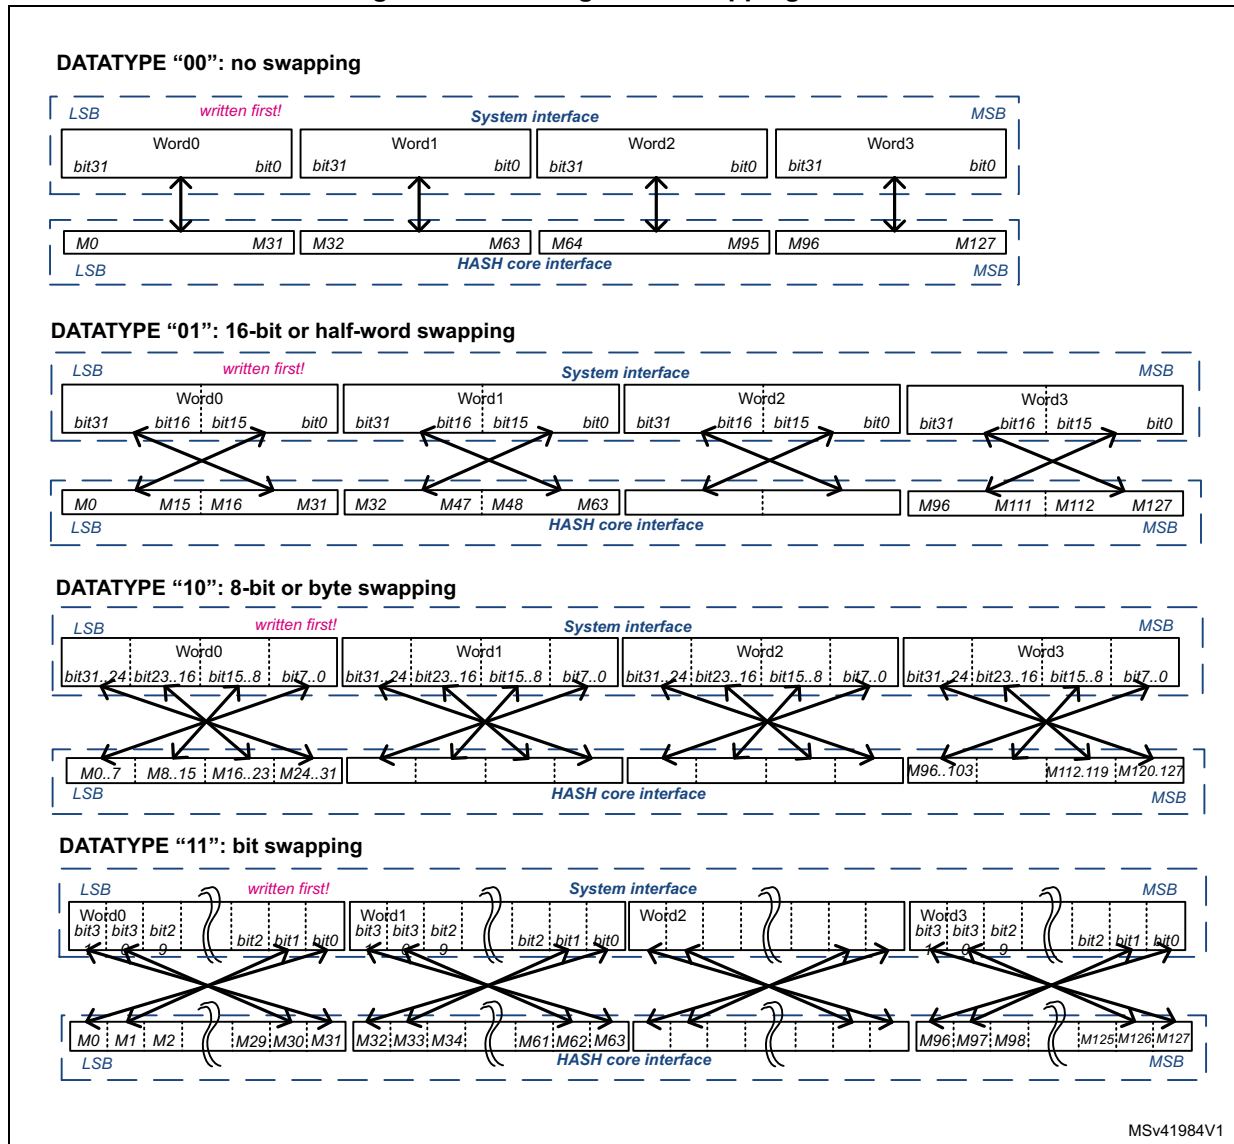 DATATYPE “00”: no swapping
LSB written first! System interface MSB
Word0 Word1 Word2 Word3
bit31 bit0 bit31 bit0 bit31 bit0 bit31 bit0
M0 M31 M32 M63 M64 M95 M96 M127
LSB HASH core interface MSB
DATATYPE “01”: 16-bit or half-word swapping
LSB written first! System interface MSB
Word0 Word1 Word2 Word3
bit31 bit16 bit15 bit0 bit31 bit16 bit15 bit0 bit31 bit16 bit15 bit0 bit31 bit16 bit15 bit0
M0 M15 M16 M31 M32 M47 M48 M63 M96 M111 M112 M127
LSB HASH core interface MSB
DATATYPE “10”: 8-bit or byte swapping
LSB written first! System interface MSB
Word0 Word1 Word2 Word3
bit31..24 bit23..16 bit15..8 bit7..0 bit31..24 bit23..16 bit15..8 bit7..0 bit31..24 bit23..16 bit15..8 bit7..0 bit31..24 bit23..16 bit15..8 bit7..0
M0..7 M8..15 M16..23 M24..31 M96..103 M112.119 M120.127
LSB HASH core interface MSB
DATATYPE “11”: bit swapping
LSB written first! System interface MSB
Word0 Word1 Word2 Word3
bit31 bit30 bit29 bit2 bit1 bit0 bit31 bit30 bit29 bit2 bit1 bit0 bit31 bit30 bit29 bit2 bit1 bit0
M0 M1 M2 M29 M30 M31 M32 M33 M34 M61 M62 M63 M96 M97 M98 M125 M126 M127
LSB HASH core interface MSB
MSv41984V1